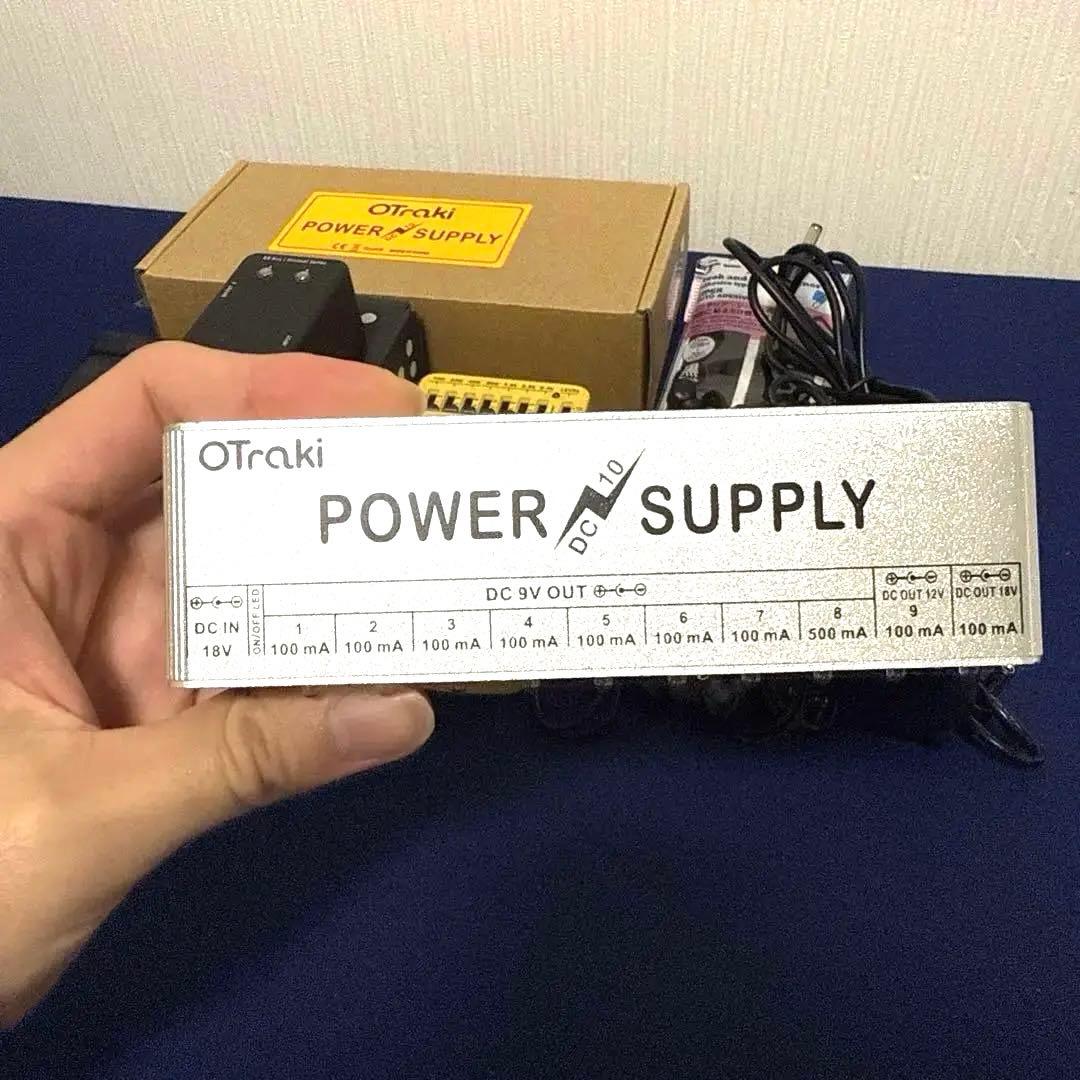 OTraki
POWER DC 10 SUPPLY
OTraki
POWER DC 10 SUPPLY
DC IN
18V
ON/OFF LED
DC 9V OUT
1 2 3 4 5 6 7 8
100 mA 100 mA 100 mA 100 mA 100 mA 100 mA 100 mA 500 mA
DC OUT 12V
9
100 mA
DC OUT 18V
100 mA